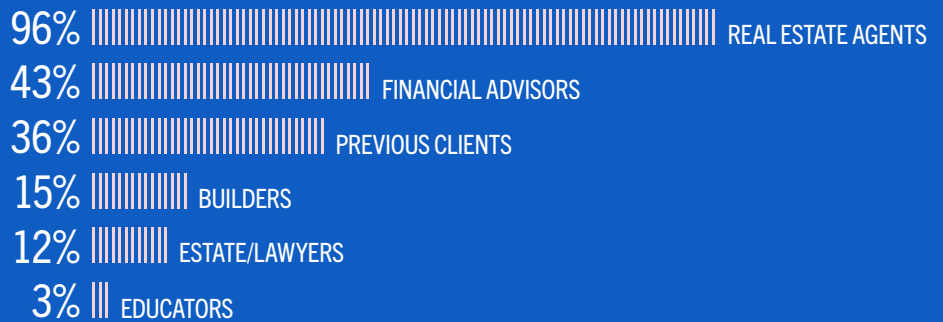 96% REAL ESTATE AGENTS
43% FINANCIAL ADVISORS
36% PREVIOUS CLIENTS
15% BUILDERS
12% ESTATE/LAWYERS
3% EDUCATORS